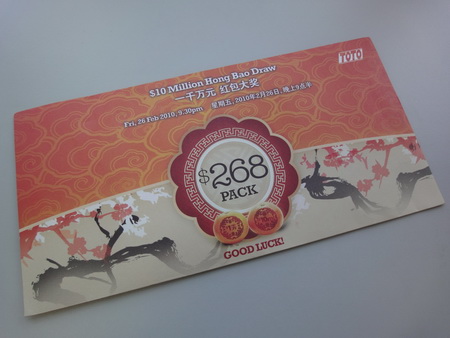 TOTO
$10 Million Hong Bao Draw
一千万元 红包大奖
Fri, 26 Feb 2010, 9.30pm 星期五, 2010年2月26日, 晚上9点半
$268
PACK
GOOD LUCK!